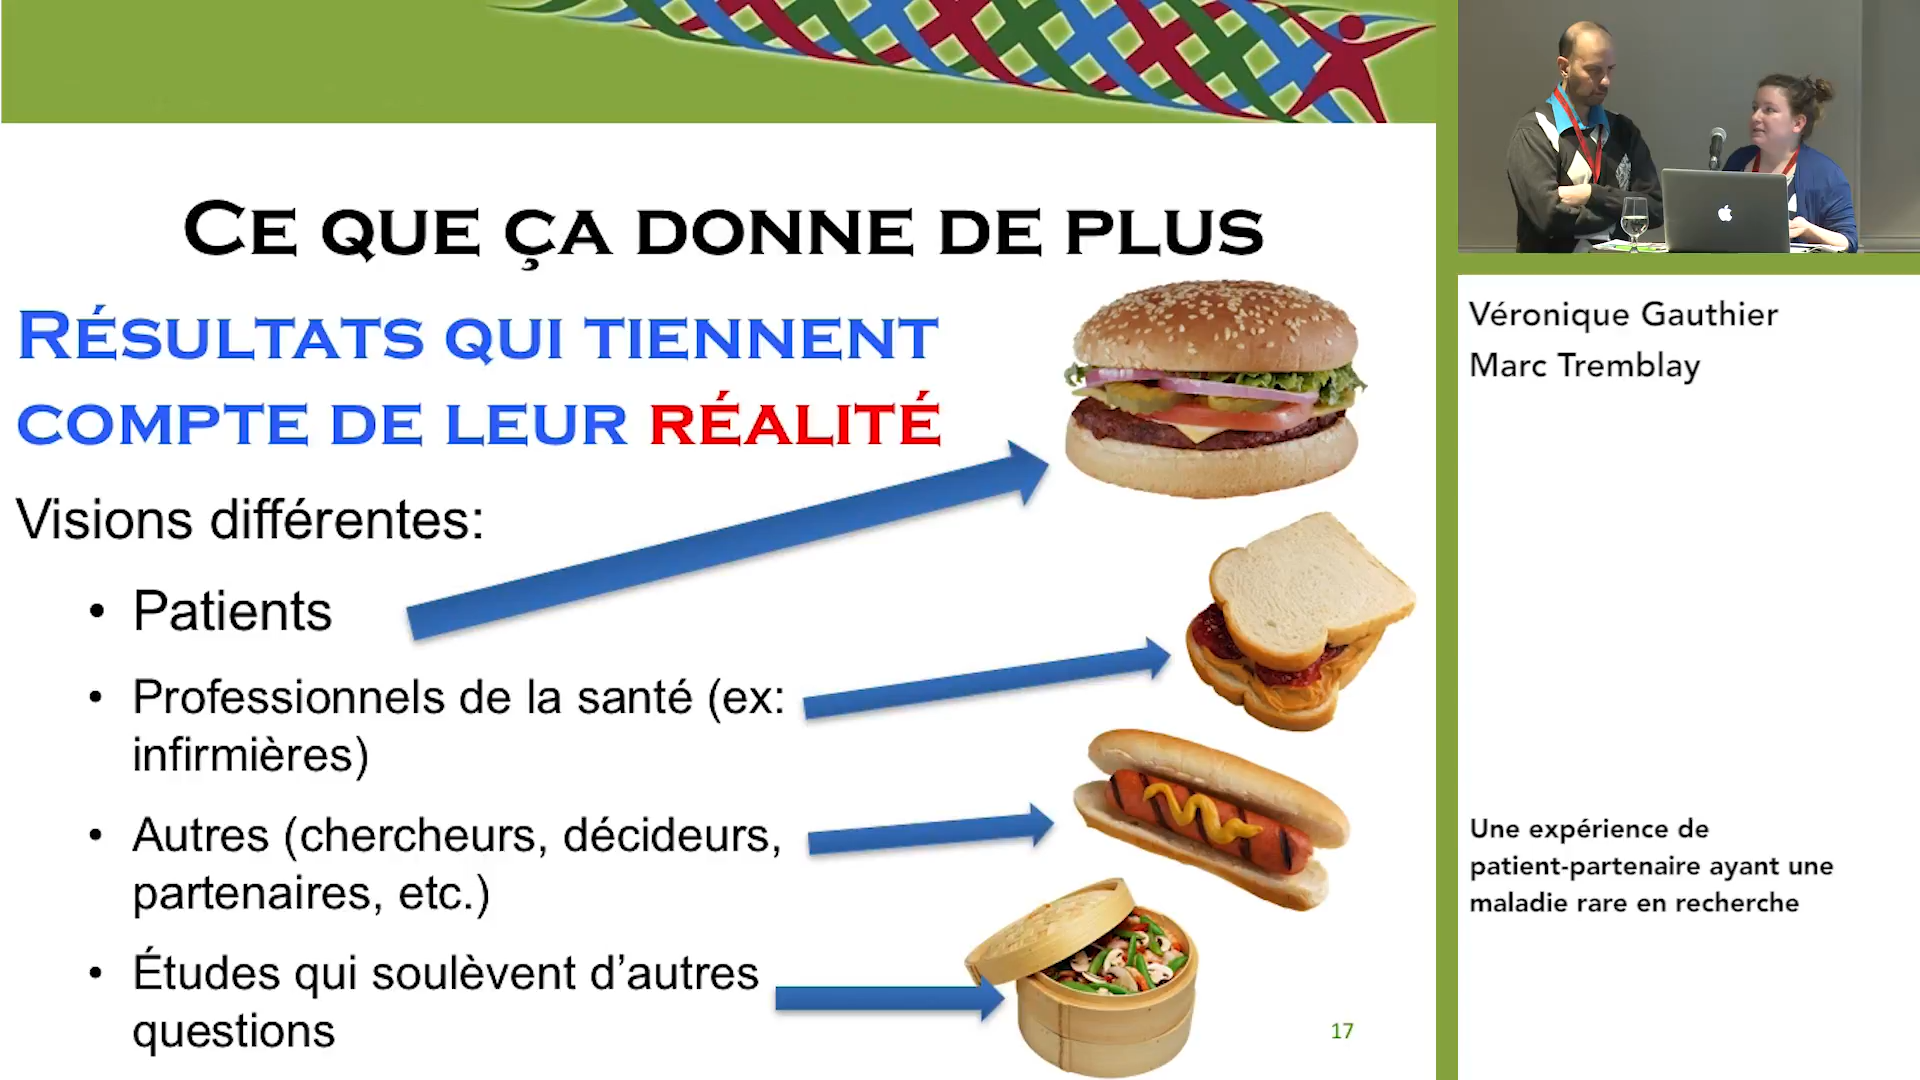 Ce que ça donne de plus
Résultats qui tiennent
compte de leur réalité
Visions différentes:
• Patients
• Professionnels de la santé (ex:
infirmières)
• Autres (chercheurs, décideurs,
partenaires, etc.)
• Études qui soulèvent d’autres
questions
17
Véronique Gauthier
Marc Tremblay
Une expérience de
patient-partenaire ayant une
maladie rare en recherche